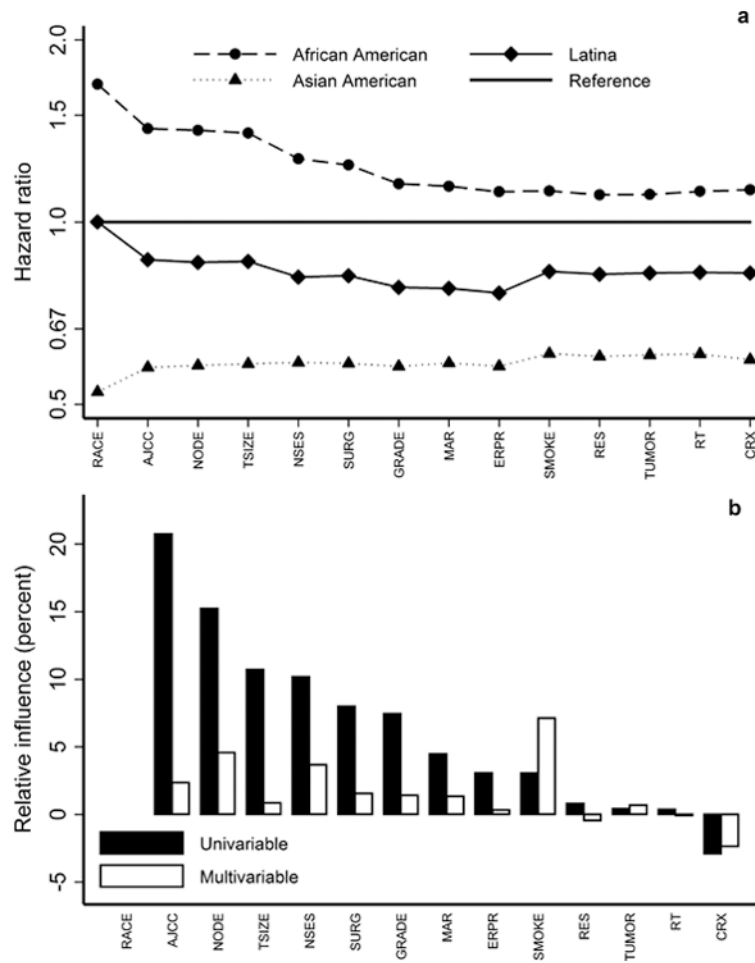 a
African American
Latina
Asian American
Reference
Hazard ratio
2.0
1.5
1.0
0.67
0.5
RACE
AJCC
NODE
TSIZE
NSES
SURG
GRADE
MAR
ERPR
SMOKE
RES
TUMOR
RT
CRX
b
Relative influence (percent)
20
15
10
5
0
-5
Univariable
Multivariable
RACE
AJCC
NODE
TSIZE
NSES
SURG
GRADE
MAR
ERPR
SMOKE
RES
TUMOR
RT
CRX